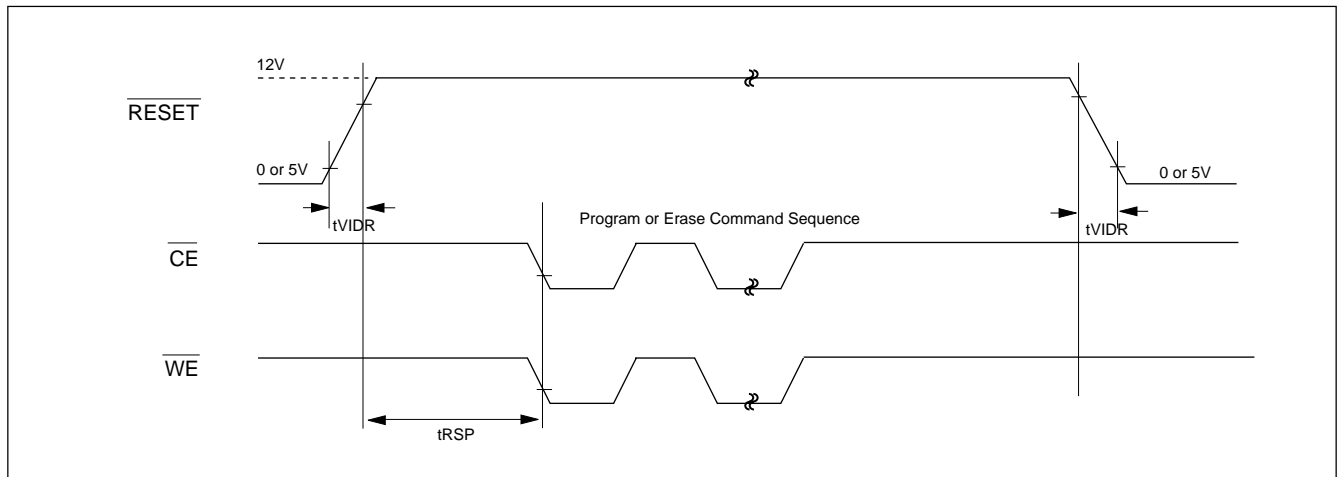 12V
RESET
0 or 5V
0 or 5V
tVIDR
Program or Erase Command Sequence
tVIDR
CE
WE
tRSP